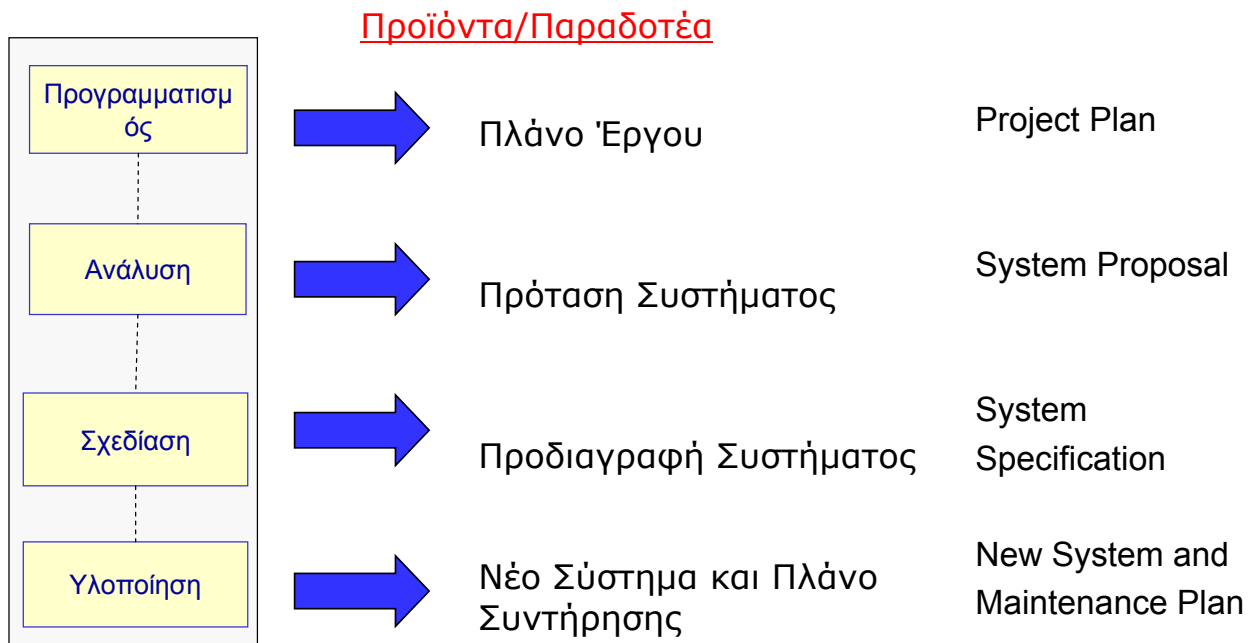 Προϊόντα/Παραδοτέα
Προγραμματισμ
ός
Πλάνο Έργου
Project Plan
Ανάλυση
Πρόταση Συστήματος
System Proposal
Σχεδίαση
Προδιαγραφή Συστήματος
System
Specification
Υλοποίηση
Νέο Σύστημα και Πλάνο
Συντήρησης
New System and
Maintenance Plan